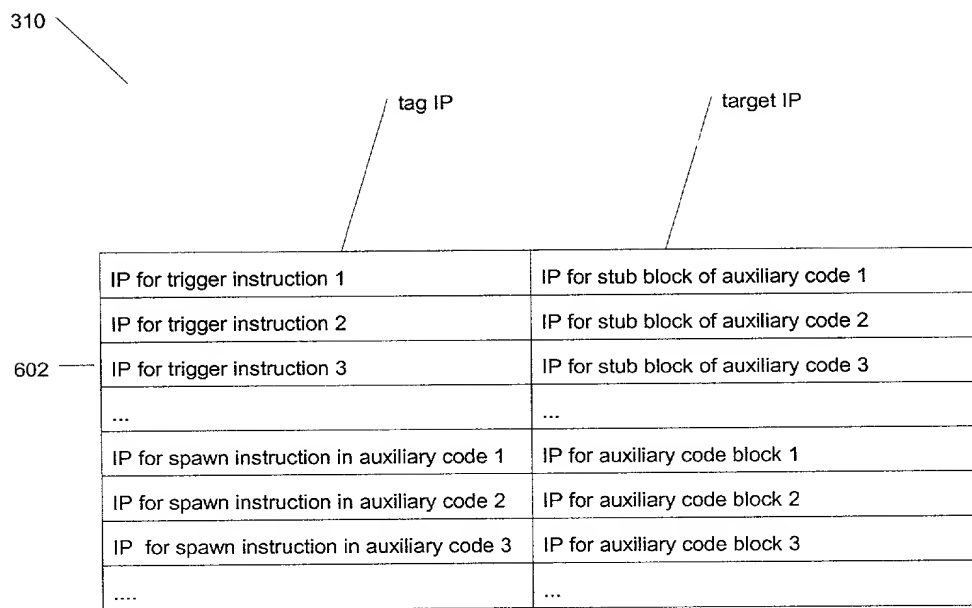 310
tag IP
target IP
IP for trigger instruction 1 IP for stub block of auxiliary code 1
IP for trigger instruction 2 IP for stub block of auxiliary code 2
602 IP for trigger instruction 3 IP for stub block of auxiliary code 3
... ...
IP for spawn instruction in auxiliary code 1 IP for auxiliary code block 1
IP for spawn instruction in auxiliary code 2 IP for auxiliary code block 2
IP for spawn instruction in auxiliary code 3 IP for auxiliary code block 3
.... ...